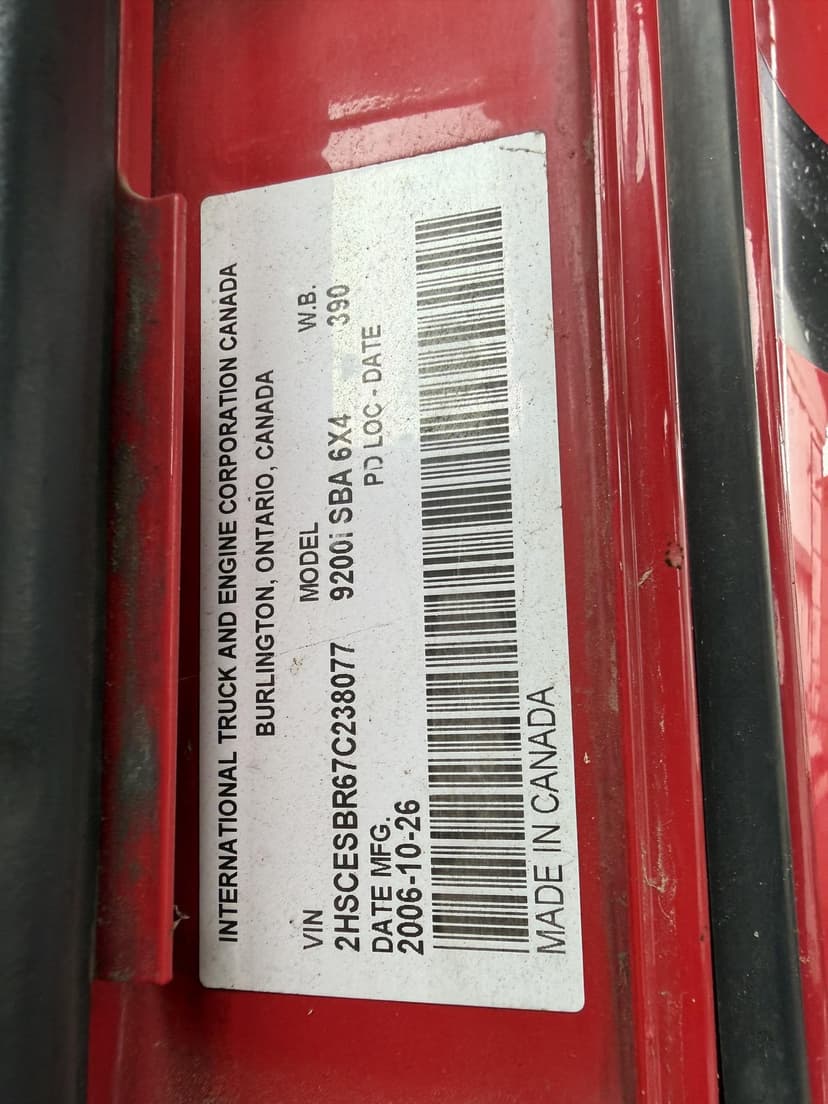 INTERNATIONAL TRUCK AND ENGINE CORPORATION CANADA
BURLINGTON, ONTARIO, CANADA
VIN MODEL W.B.
2HSCESBR67C238077 9200i SBA 6X4 390
DATE MFG. PD LOC - DATE
2006-10-26
MADE IN CANADA